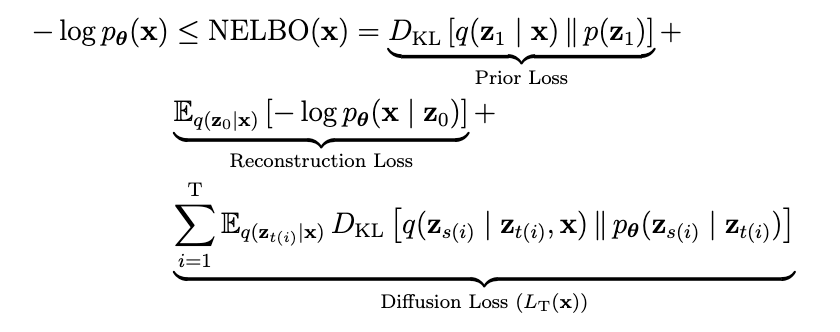 − log p_θ(x) ≤ NELBO(x) = D_KL [q(z_1 | x) ‖ p(z_1)] +
Prior Loss
𝔼_{q(z_0|x)} [− log p_θ(x | z_0)] +
Reconstruction Loss
∑_{i=1}^{T} 𝔼_{q(z_{t(i)}|x)} D_KL [q(z_{s(i)} | z_{t(i)}, x) ‖ p_θ(z_{s(i)} | z_{t(i)})]
Diffusion Loss (L_T(x))